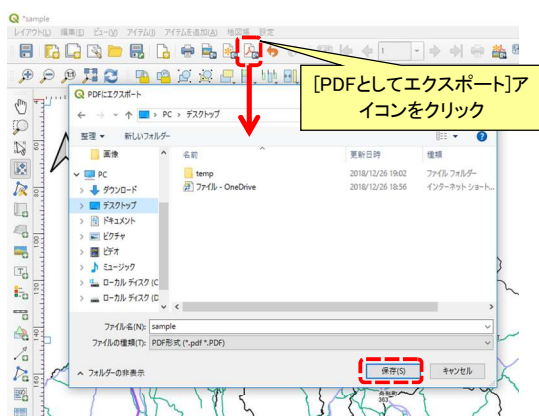 *sample
レイアウト(L) 編集(E) ビュー(V) アイテム(I) アイテムを追加(A) 地図帳 設定
1
[PDFとしてエクスポート]ア
イコンをクリック
PDFにエクスポート
PC > デスクトップ
整理 新しいフォルダー
画像
PC
ダウンロード
デスクトップ
ドキュメント
ピクチャ
ビデオ
ミュージック
ローカル ディスク (C
ローカル ディスク (D
名前 更新日時 種類
temp 2018/12/26 19:02 ファイル フォルダー
ファイル - OneDrive 2018/12/26 18:56 インターネット ショート...
ファイル名(N): sample
ファイルの種類(T): PDF形式 (*.pdf *.PDF)
フォルダーの非表示
保存(S) キャンセル
363